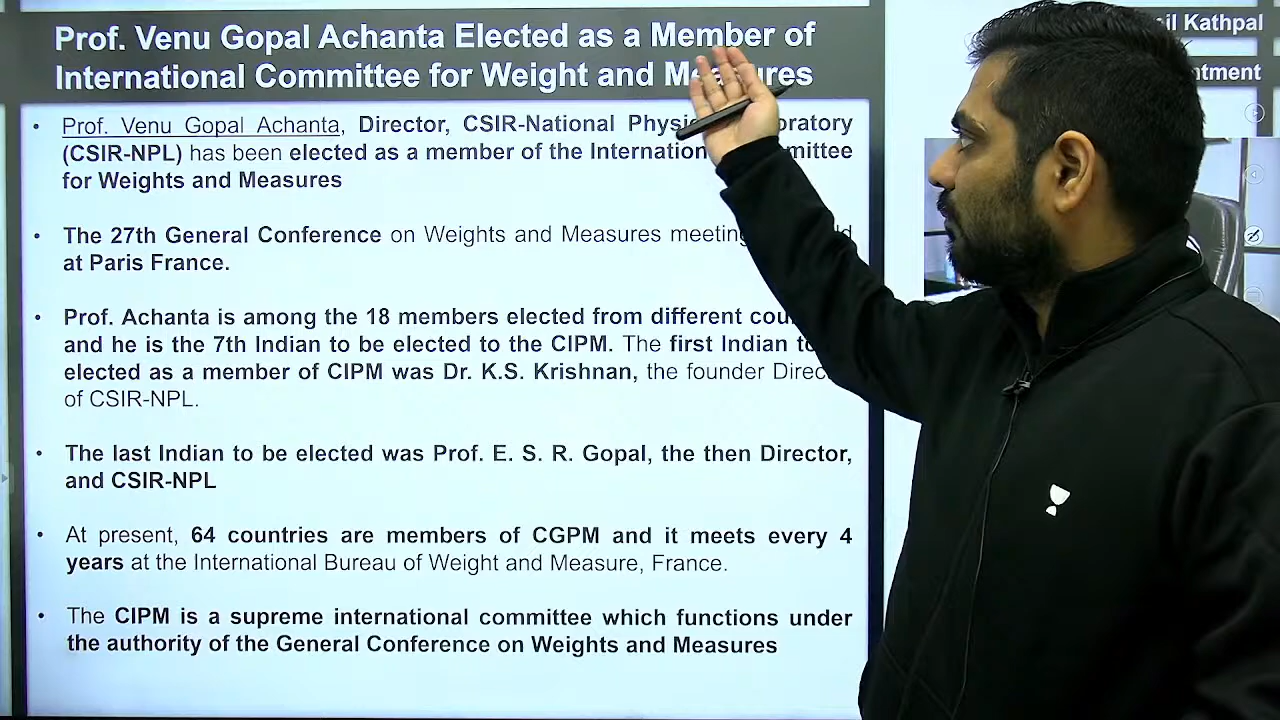 Prof. Venu Gopal Achanta Elected as a Member of
International Committee for Weight and Measures
il Kathpal
ntment
• Prof. Venu Gopal Achanta, Director, CSIR-National
(CSIR-NPL) has been elected as a member of the
for Weights and Measures
• The 27th General Conference on Weights and Measures
at Paris France.
• Prof. Achanta is among the 18 members elected from different
and he is the 7th Indian to be elected to the CIPM. The first Indian
elected as a member of CIPM was Dr. K.S. Krishnan, the founder
of CSIR-NPL.
• The last Indian to be elected was Prof. E. S. R. Gopal, the then Director,
and CSIR-NPL
• At present, 64 countries are members of CGPM and it meets every 4
years at the International Bureau of Weight and Measure, France.
• The CIPM is a supreme international committee which functions under
the authority of the General Conference on Weights and Measures